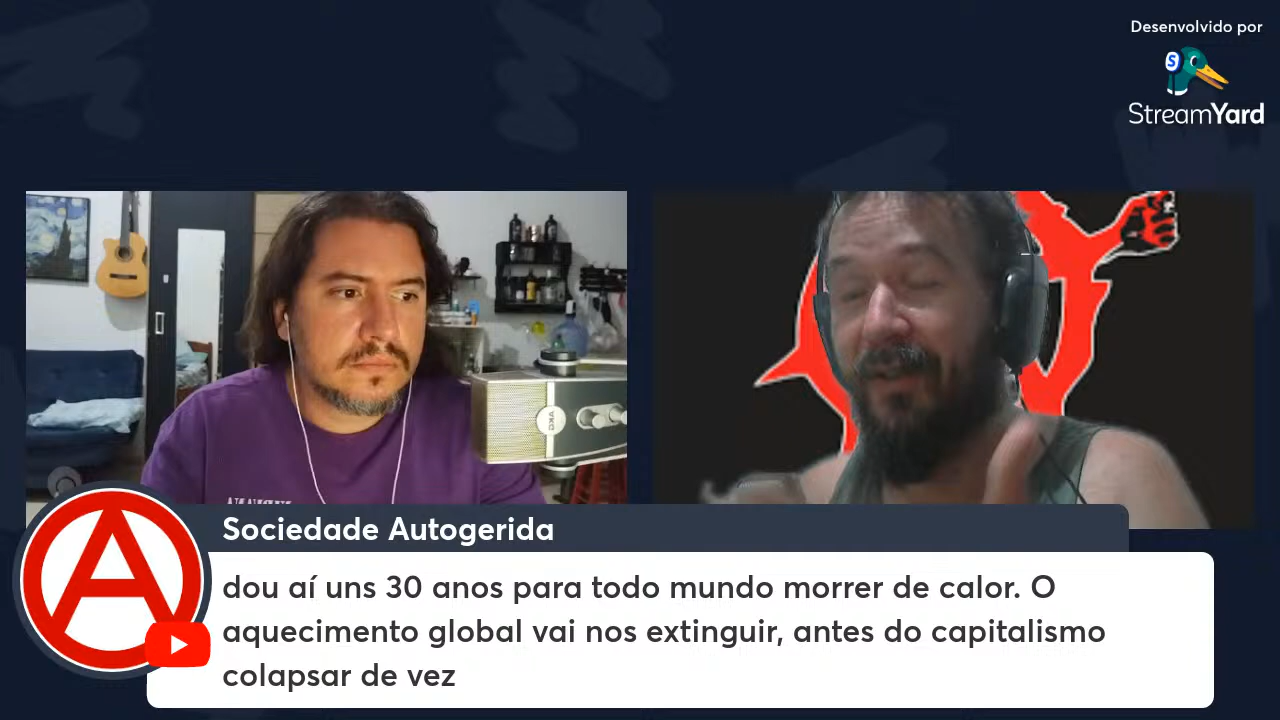 Desenvolvido por
StreamYard
Sociedade Autogerida
dou aí uns 30 anos para todo mundo morrer de calor. O
aquecimento global vai nos extinguir, antes do capitalismo
colapsar de vez